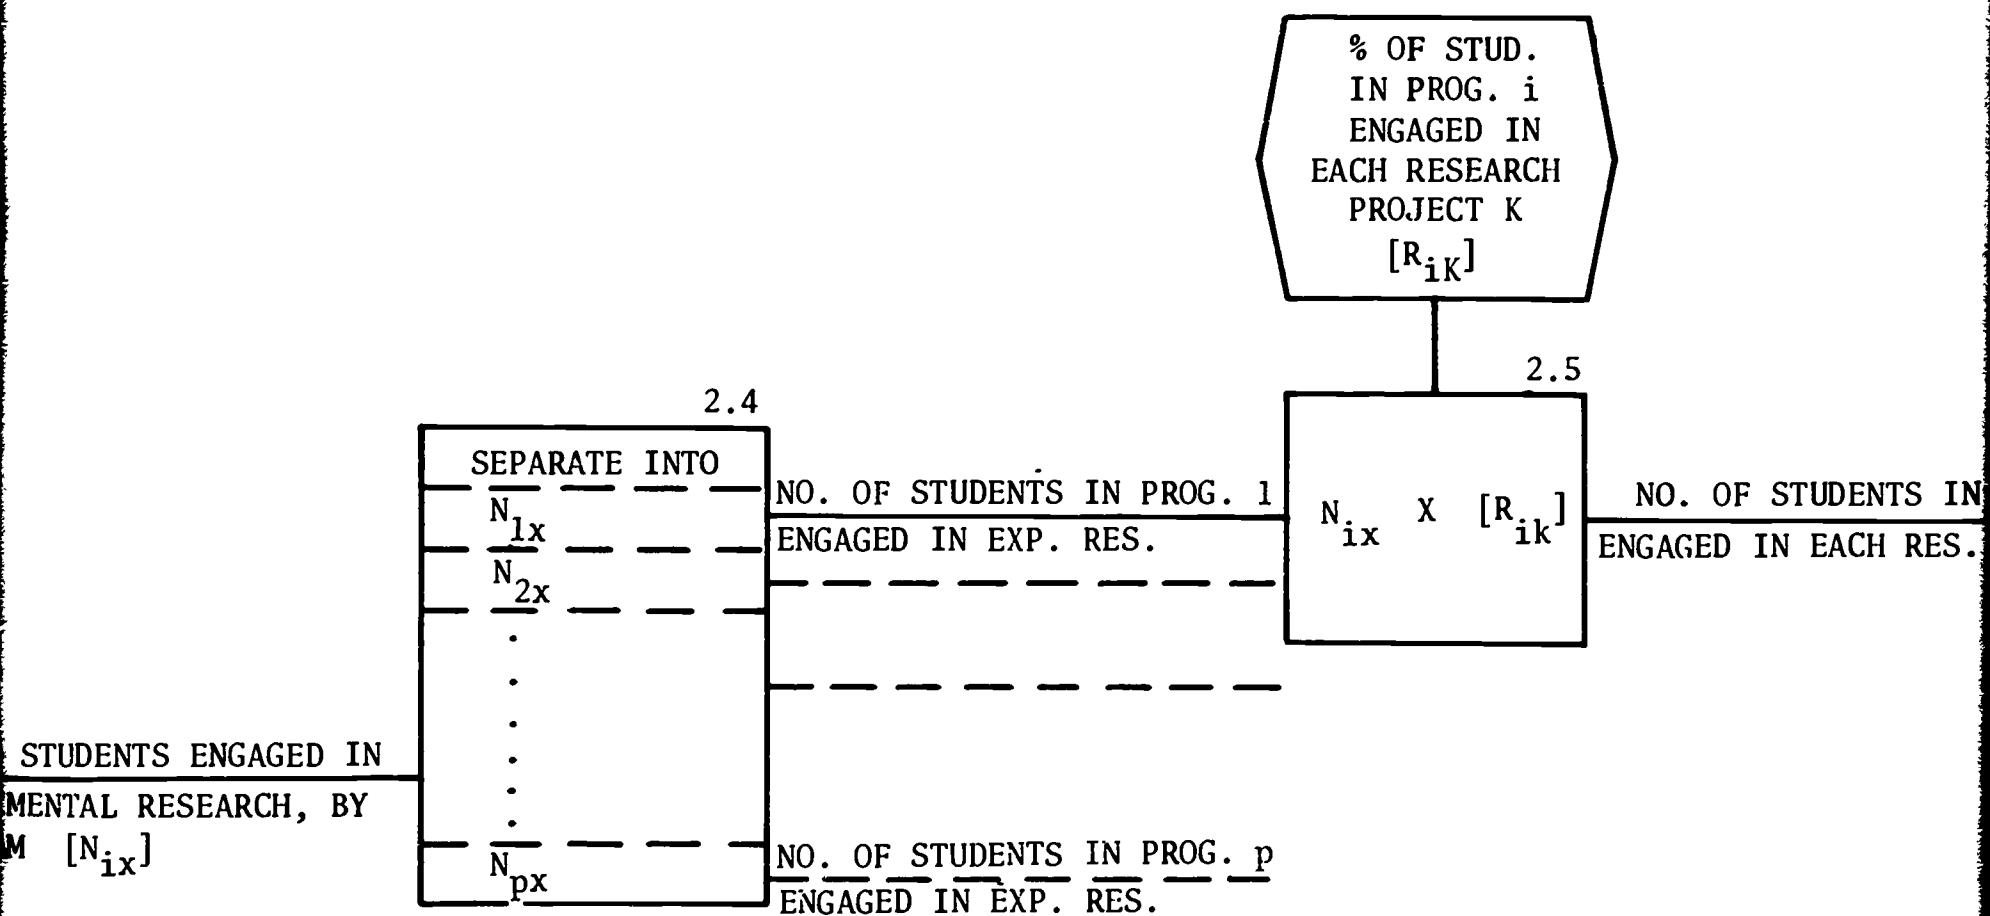 % OF STUD.
IN PROG. i
ENGAGED IN
EACH RESEARCH
PROJECT K
[RiK]
2.4
SEPARATE INTO
N1x
N2x
Npx
STUDENTS ENGAGED IN
MENTAL RESEARCH, BY
M [Nix]
NO. OF STUDENTS IN PROG. 1
ENGAGED IN EXP. RES.
NO. OF STUDENTS IN PROG. p
ENGAGED IN EXP. RES.
2.5
Nix X [Rik]
NO. OF STUDENTS IN
ENGAGED IN EACH RES.